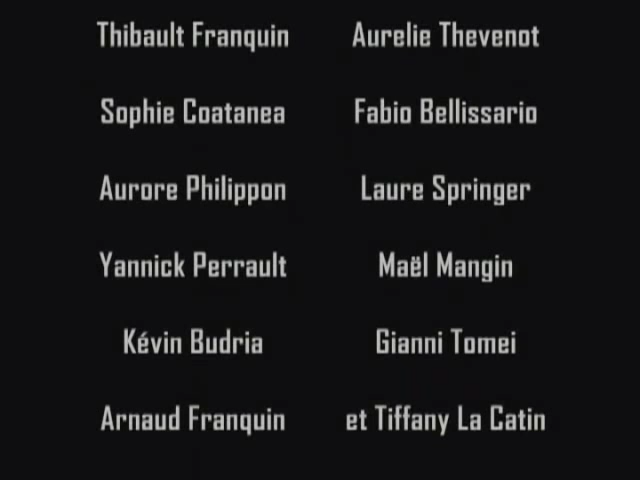 Thibault Franquin
Aurelie Thevenot
Sophie Coatanea
Fabio Bellissario
Aurore Philippon
Laure Springer
Yannick Perrault
Maël Mangin
Kévin Budria
Gianni Tomei
Arnaud Franquin
et Tiffany La Catin